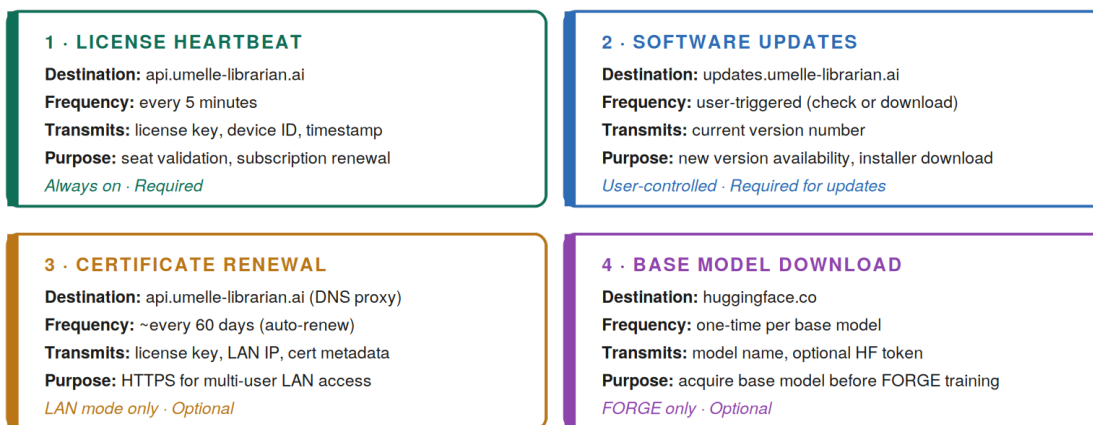 1 · LICENSE HEARTBEAT
Destination: api.umelle-librarian.ai
Frequency: every 5 minutes
Transmits: license key, device ID, timestamp
Purpose: seat validation, subscription renewal
Always on · Required
2 · SOFTWARE UPDATES
Destination: updates.umelle-librarian.ai
Frequency: user-triggered (check or download)
Transmits: current version number
Purpose: new version availability, installer download
User-controlled · Required for updates
3 · CERTIFICATE RENEWAL
Destination: api.umelle-librarian.ai (DNS proxy)
Frequency: ~every 60 days (auto-renew)
Transmits: license key, LAN IP, cert metadata
Purpose: HTTPS for multi-user LAN access
LAN mode only · Optional
4 · BASE MODEL DOWNLOAD
Destination: huggingface.co
Frequency: one-time per base model
Transmits: model name, optional HF token
Purpose: acquire base model before FORGE training
FORGE only · Optional